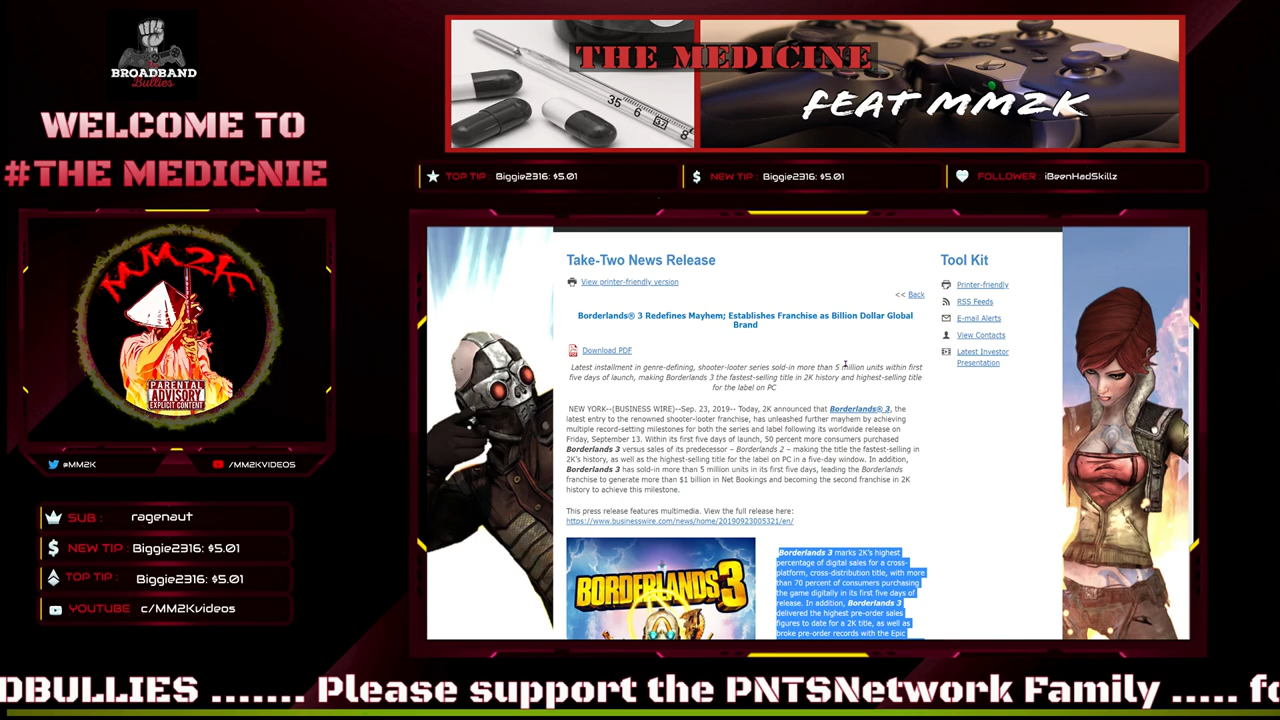 BROADBAND
Bullies
WELCOME TO
#THE MEDICNIE
THE MEDICINE
FEAT MM2K
35
6
37
8
TOP TIP : Biggie2316: $5.01
NEW TIP : Biggie2316: $5.01
FOLLOWER : iBeenHadSkillz
MM2K
PARENTAL
ADVISORY
EXPLICIT CONTENT
@MM2K
/MM2KVIDEOS
SUB : ragenaut
NEW TIP : Biggie2316: $5.01
TOP TIP : Biggie2316: $5.01
YOUTUBE c/MM2Kvideos
Take-Two News Release
View printer-friendly version
<< Back
Borderlands® 3 Redefines Mayhem; Establishes Franchise as Billion Dollar Global
Brand
Download PDF
Latest installment in genre-defining, shooter-looter series sold-in more than 5 million units within first
five days of launch, making Borderlands 3 the fastest-selling title in 2K history and highest-selling title
for the label on PC
NEW YORK--(BUSINESS WIRE)--Sep. 23, 2019-- Today, 2K announced that Borderlands® 3, the
latest entry to the renowned shooter-looter franchise, has unleashed further mayhem by achieving
multiple record-setting milestones for both the series and label following its worldwide release on
Friday, September 13. Within its first five days of launch, 50 percent more consumers purchased
Borderlands 3 versus sales of its predecessor – Borderlands 2 – making the title the fastest-selling in
2K's history, as well as the highest-selling title for the label on PC in a five-day window. In addition,
Borderlands 3 has sold-in more than 5 million units in its first five days, leading the Borderlands
franchise to generate more than $1 billion in Net Bookings and becoming the second franchise in 2K
history to achieve this milestone.
This press release features multimedia. View the full release here:
https://www.businesswire.com/news/home/20190923005321/en/
BORDERLANDS 3
Borderlands 3 marks 2K's highest
percentage of digital sales for a cross-
platform, cross-distribution title, with more
than 70 percent of consumers purchasing
the game digitally in its first five days of
release. In addition, Borderlands 3
delivered the highest pre-order sales
figures to date for a 2K title, as well as
broke pre-order records with the Epic
Tool Kit
Printer-friendly
RSS Feeds
E-mail Alerts
View Contacts
Latest Investor
Presentation
DBULLIES ....... Please support the PNTSNetwork Family ..... fo